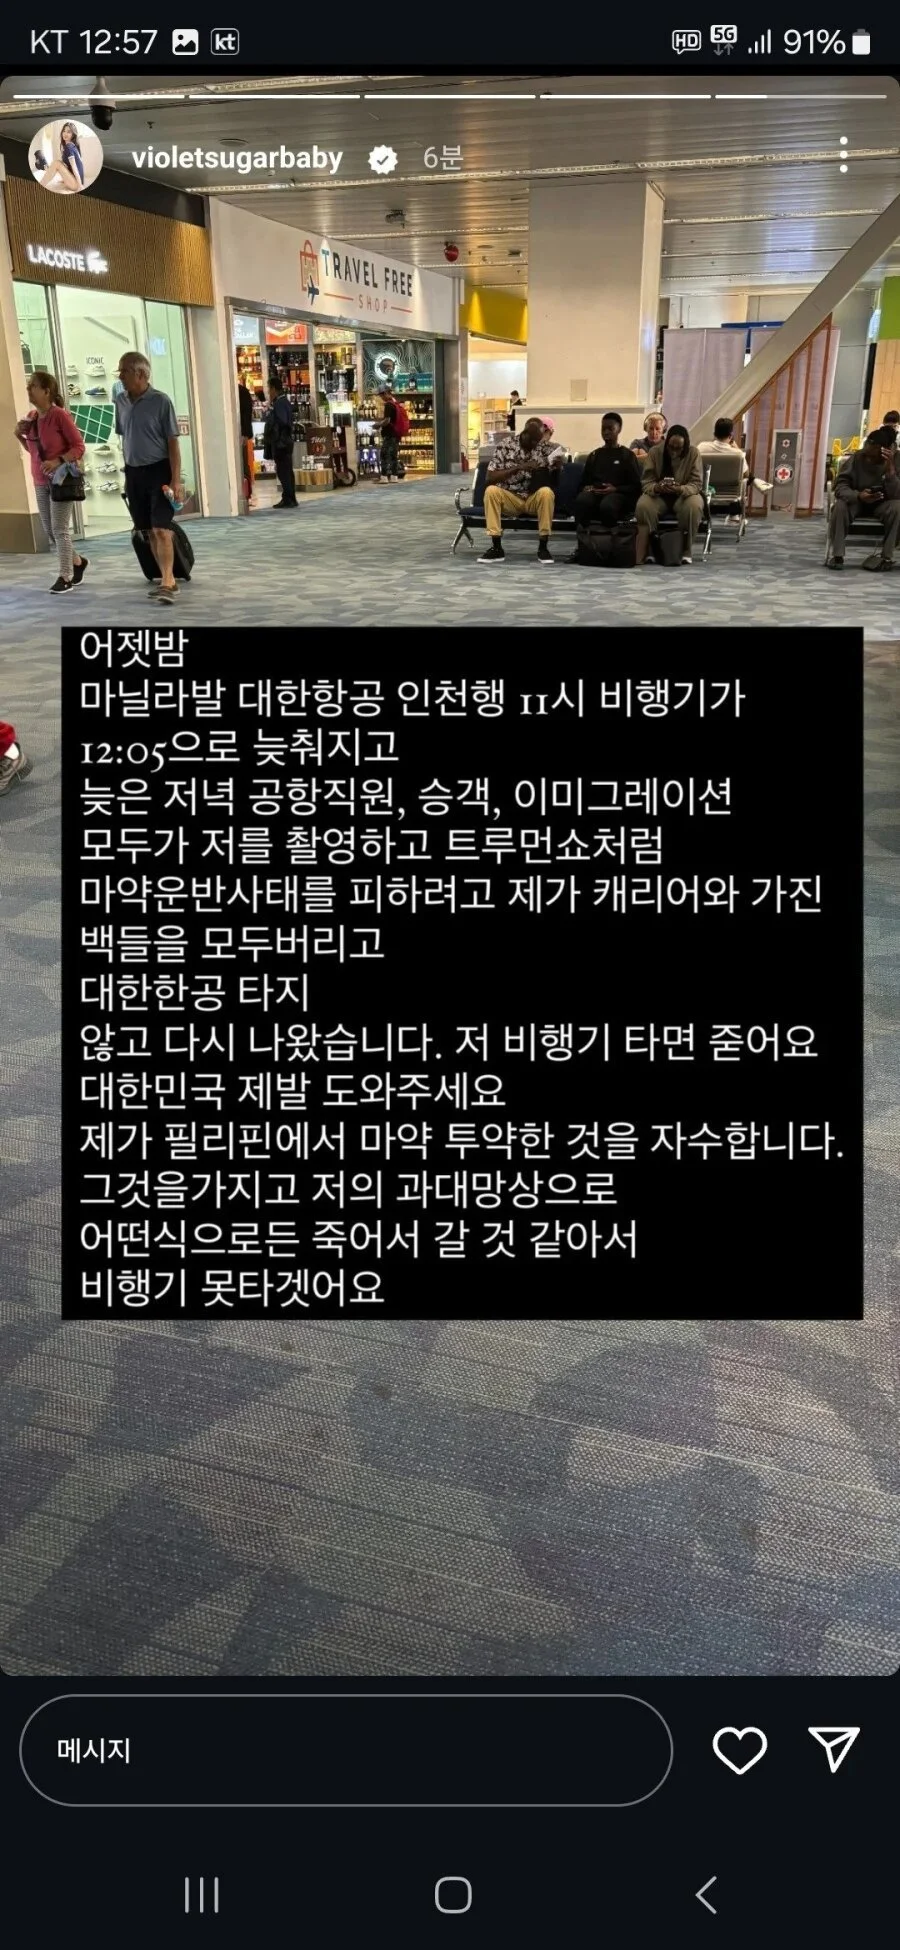 KT 12:57 kt HD 5G 91%
violetsugarbaby 6분
LACOSTE
TRAVEL FREE
SHOP
ICONIC
어젯밤
마닐라발 대한항공 인천행 11시 비행기가
12:05으로 늦춰지고
늦은 저녁 공항직원, 승객, 이미그레이션
모두가 저를 촬영하고 트루먼쇼처럼
마약운반사태를 피하려고 제가 캐리어와 가진
백들을 모두버리고
대한한공 타지
않고 다시 나왔습니다. 저 비행기 타면 줃어요
대한민국 제발 도와주세요
제가 필리핀에서 마약 투약한 것을 자수합니다.
그것을가지고 저의 과대망상으로
어떤식으로든 죽어서 갈 것 같아서
비행기 못타겟어요
메시지